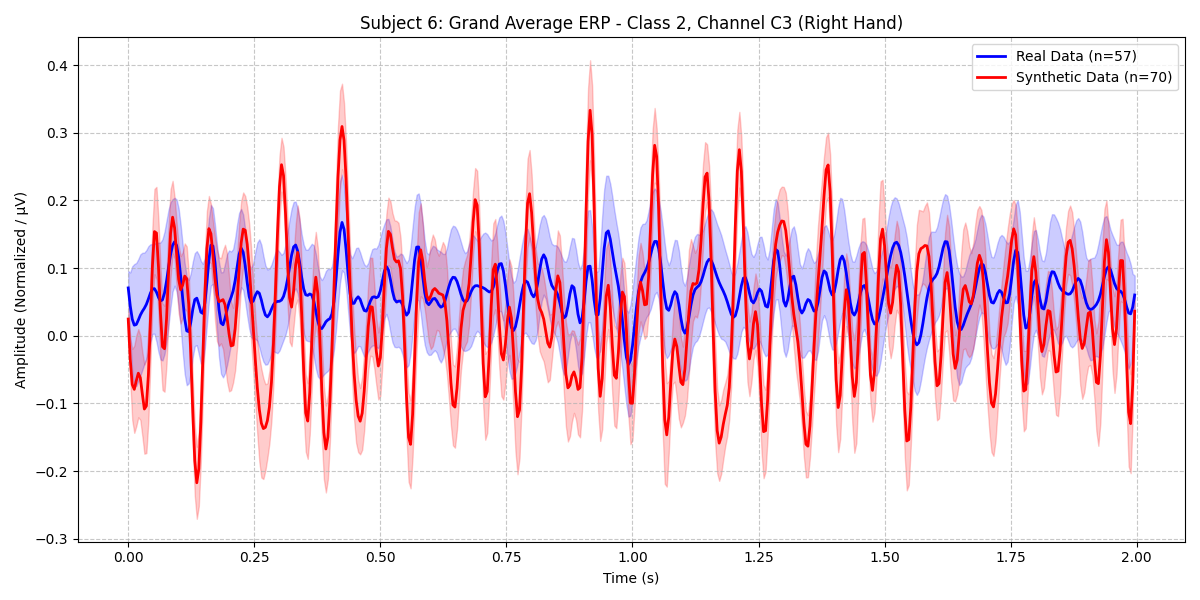 Subject 6: Grand Average ERP - Class 2, Channel C3 (Right Hand)
Real Data (n=57)
Synthetic Data (n=70)
Amplitude (Normalized / µV)
0.4
0.3
0.2
0.1
0.0
−0.1
−0.2
−0.3
0.00 0.25 0.50 0.75 1.00 1.25 1.50 1.75 2.00
Time (s)